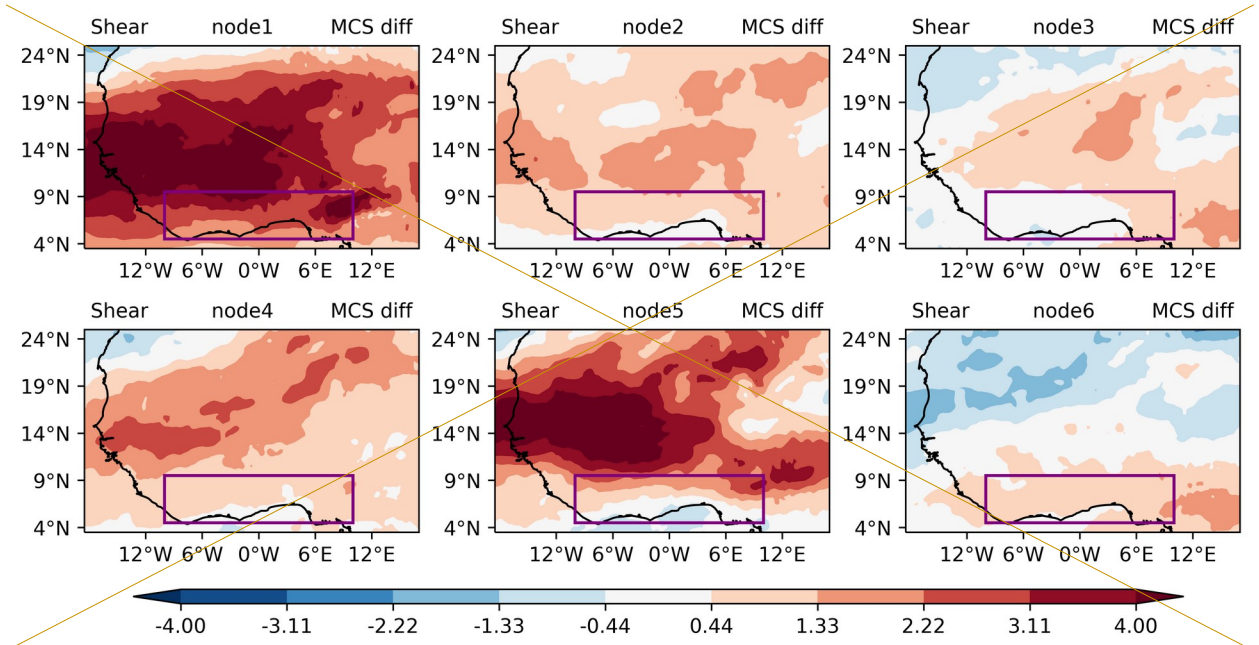 Shear node1 MCS diff Shear node2 MCS diff Shear node3 MCS diff
24°N 24°N 24°N
19°N 19°N 19°N
14°N 14°N 14°N
9°N 9°N 9°N
4°N 4°N 4°N
12°W 6°W 0°W 6°E 12°E 12°W 6°W 0°W 6°E 12°E 12°W 6°W 0°W 6°E 12°E
Shear node4 MCS diff Shear node5 MCS diff Shear node6 MCS diff
24°N 24°N 24°N
19°N 19°N 19°N
14°N 14°N 14°N
9°N 9°N 9°N
4°N 4°N 4°N
12°W 6°W 0°W 6°E 12°E 12°W 6°W 0°W 6°E 12°E 12°W 6°W 0°W 6°E 12°E
-4.00 -3.11 -2.22 -1.33 -0.44 0.44 1.33 2.22 3.11 4.00